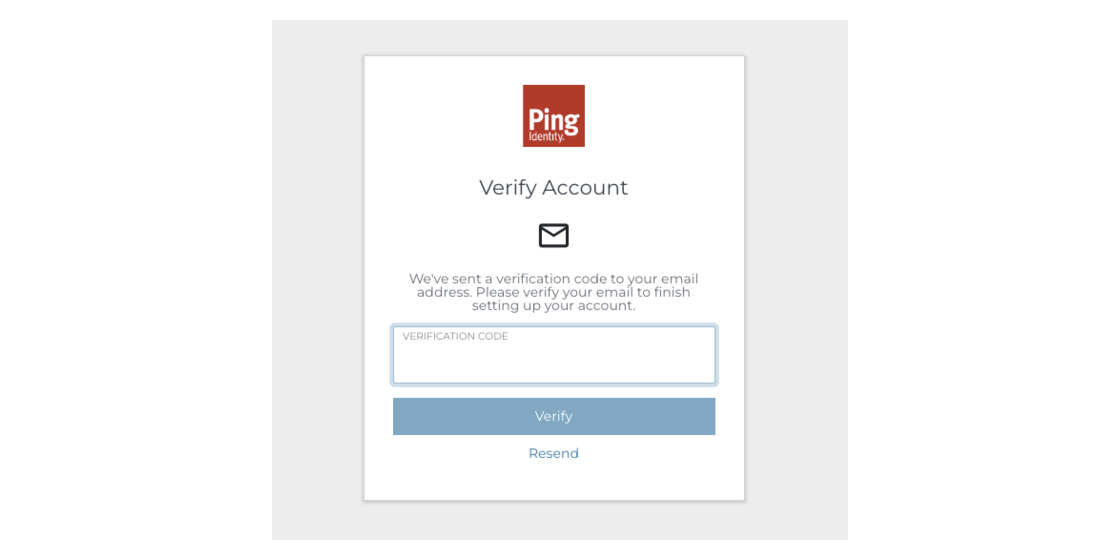 Ping
Identity.
Verify Account
We've sent a verification code to your email
address. Please verify your email to finish
setting up your account.
VERIFICATION CODE
Verify
Resend